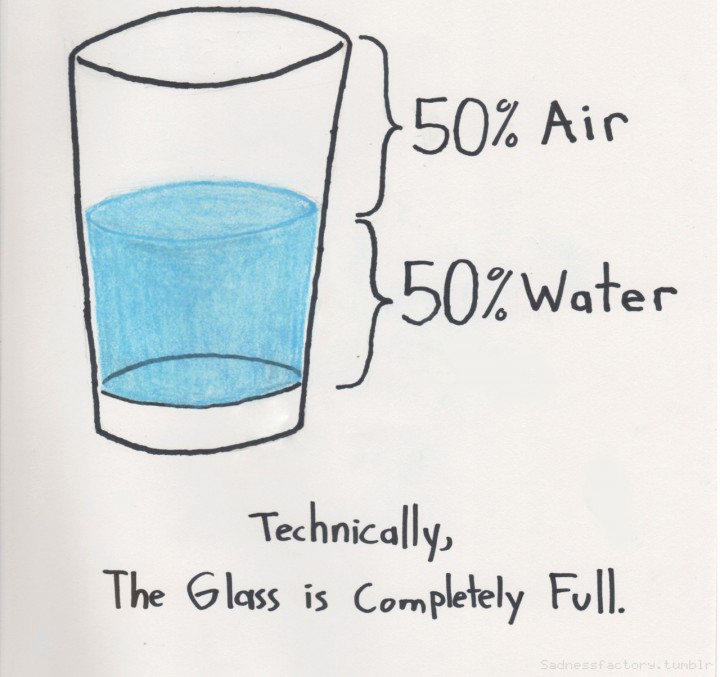 50% Air
50% Water
Technically,
The Glass is Completely Full.
Sadnessfactory.tumblr